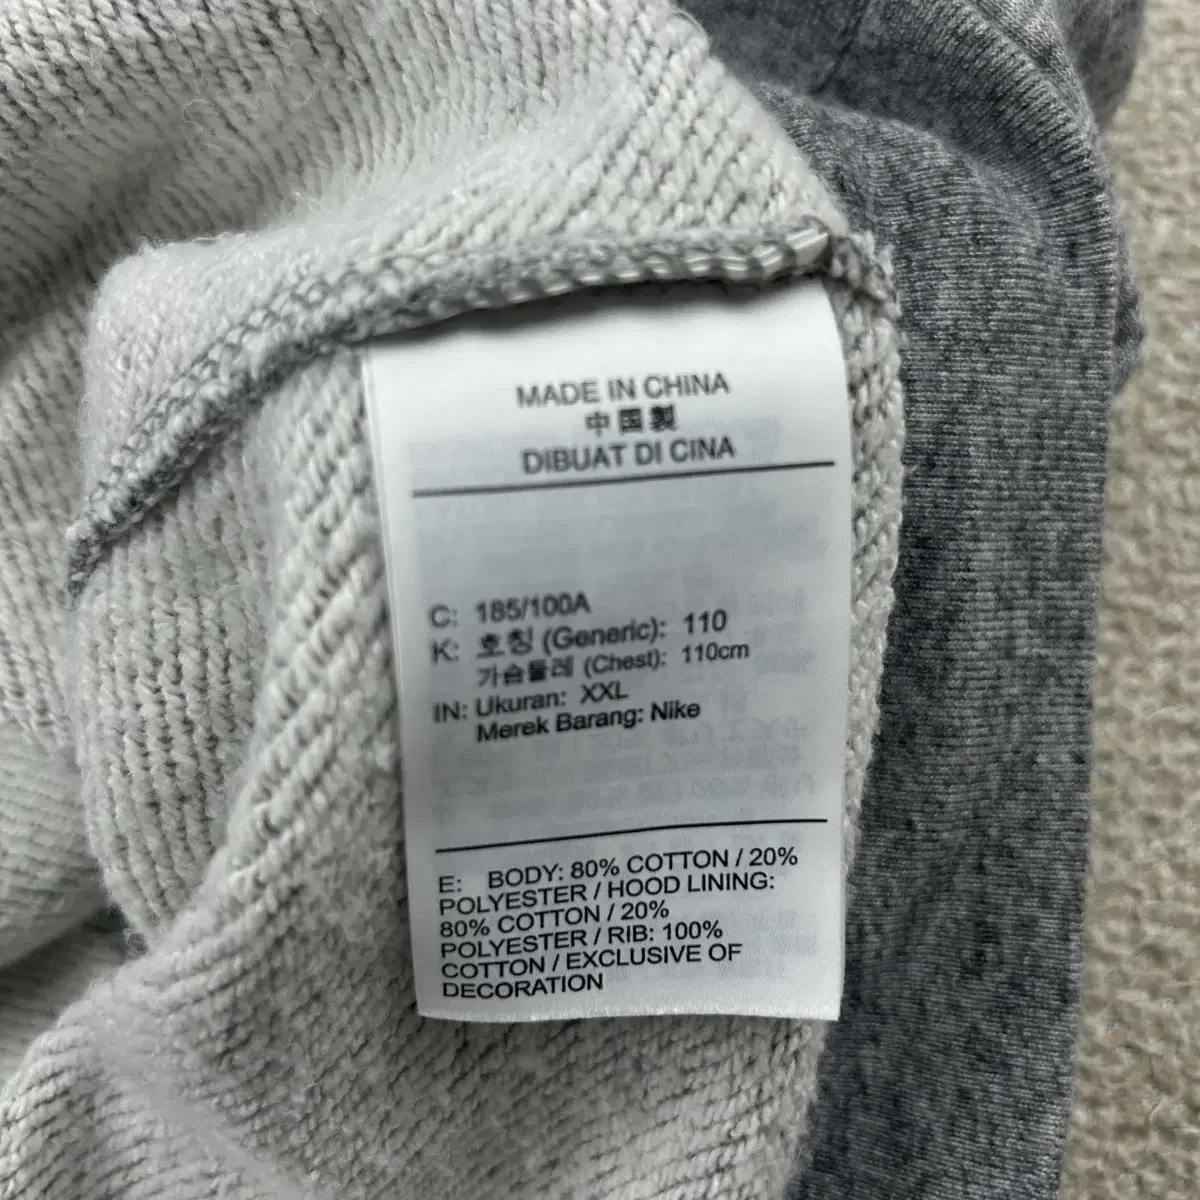 MADE IN CHINA
中国製
DIBUAT DI CINA
C: 185/100A
K: 호칭 (Generic): 110
가슴둘레 (Chest): 110cm
IN: Ukuran: XXL
Merek Barang: Nike
E: BODY: 80% COTTON / 20%
POLYESTER / HOOD LINING:
80% COTTON / 20%
POLYESTER / RIB: 100%
COTTON / EXCLUSIVE OF
DECORATION